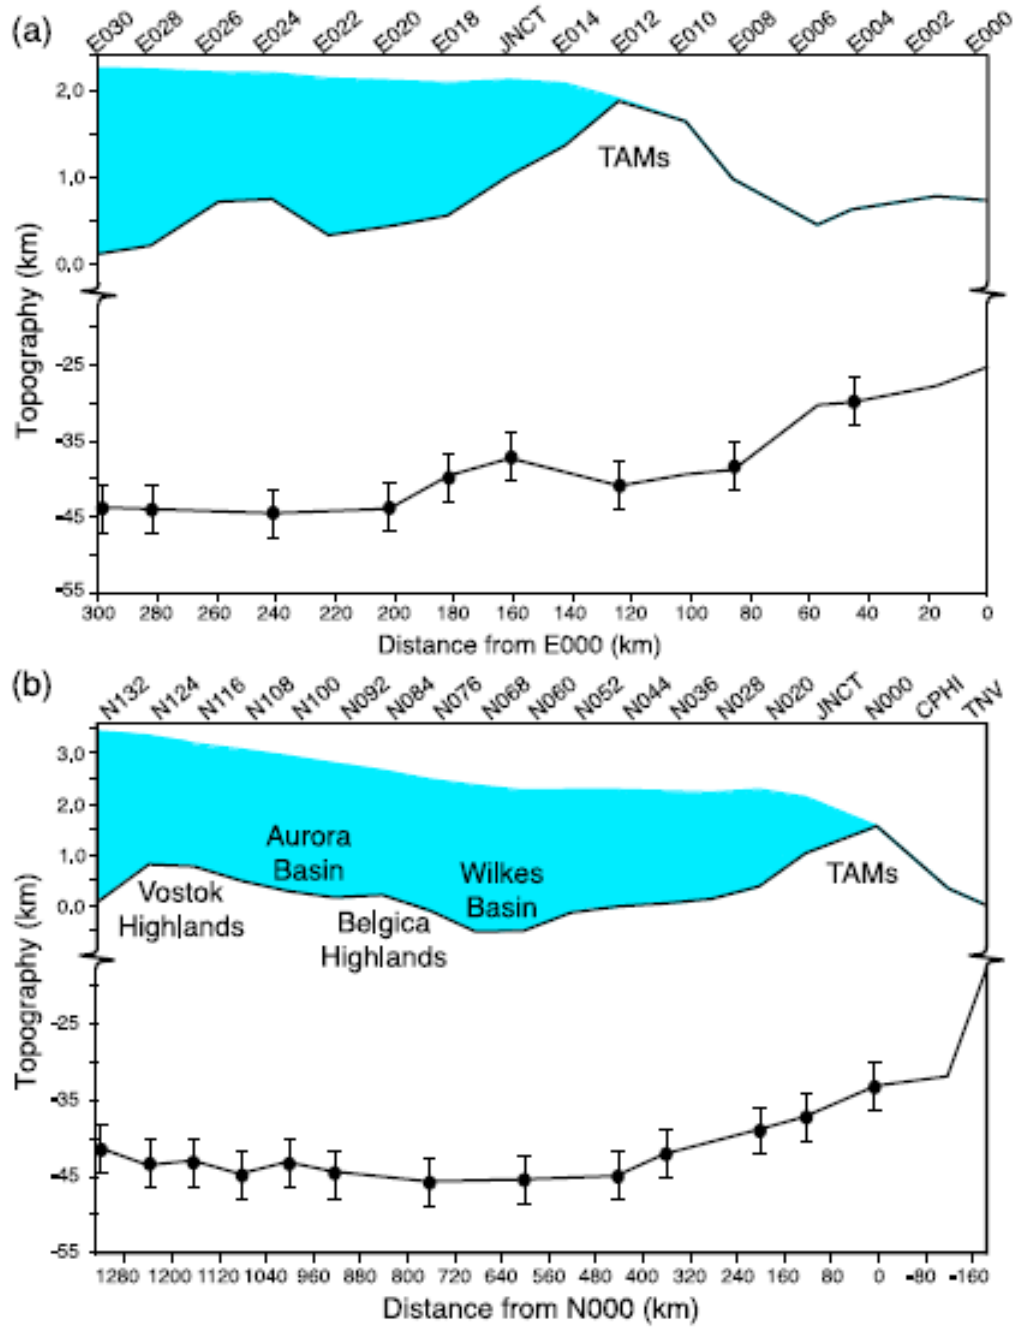 (a)
E030 E028 E026 E024 E022 E020 E018 JNCT E014 E012 E010 E008 E006 E004 E002 E000
2.0
TAMs
1.0
0.0
Topography (km)
-25
-35
-45
-55
300 280 260 240 220 200 180 160 140 120 100 80 60 40 20 0
Distance from E000 (km)
(b)
N132 N124 N116 N108 N100 N092 N084 N076 N068 N060 N052 N044 N036 N028 N020 JNCT N000 CPHI TNV
3.0
2.0
Aurora
Basin
1.0
Wilkes
Basin
TAMs
Vostok
Highlands
0.0
Belgica
Highlands
Topography (km)
-25
-35
-45
-55
1280 1200 1120 1040 960 880 800 720 640 560 480 400 320 240 160 80 0 -80 -160
Distance from N000 (km)